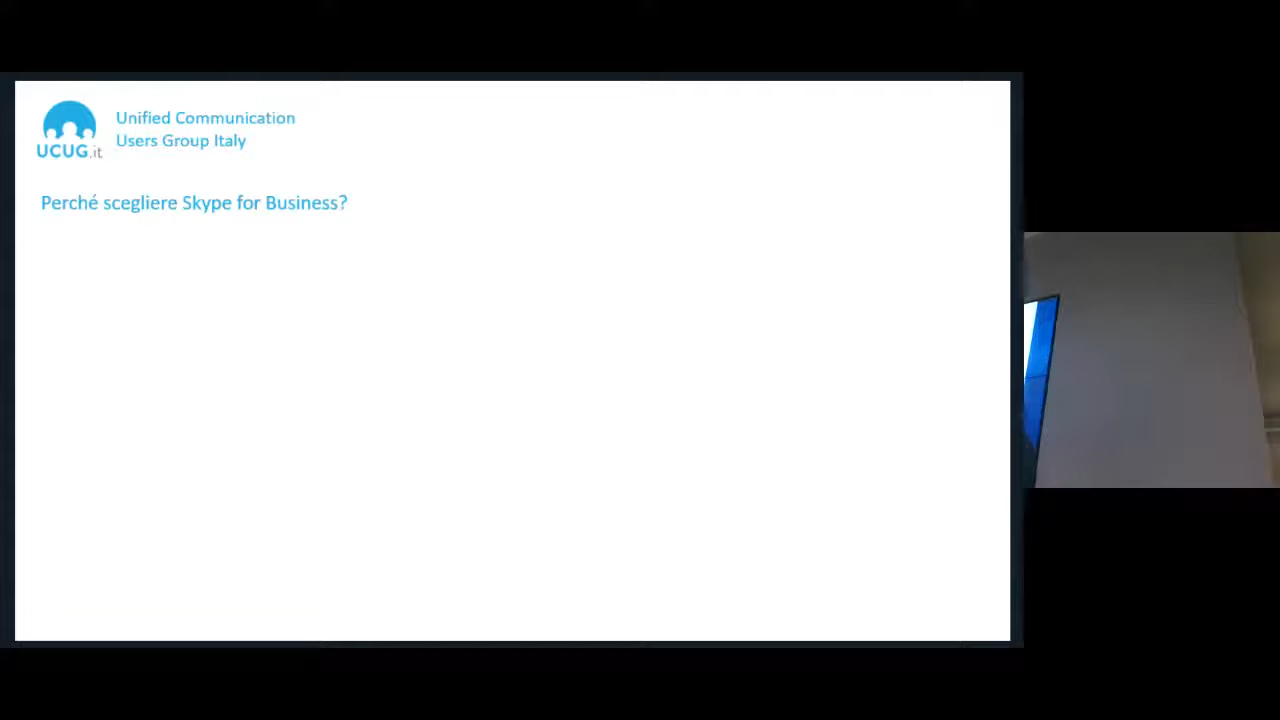 Unified Communication
Users Group Italy
UCUG.it
Perché scegliere Skype for Business?